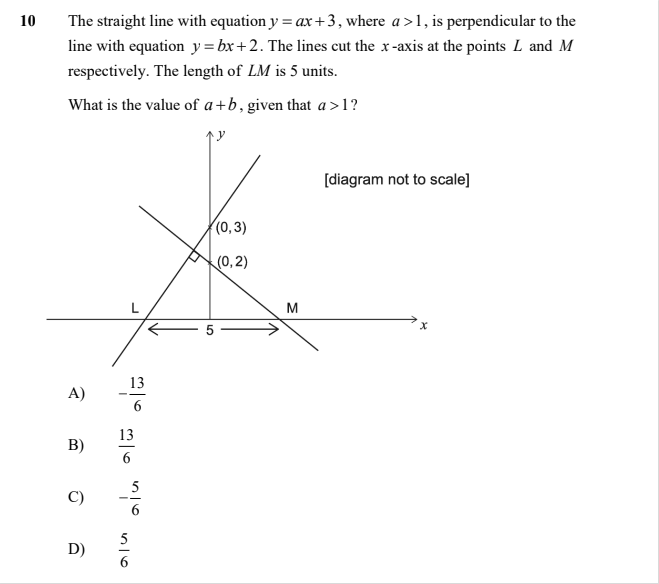 10 The straight line with equation y = ax + 3, where a > 1, is perpendicular to the
line with equation y = bx + 2. The lines cut the x-axis at the points L and M
respectively. The length of LM is 5 units.
What is the value of a + b, given that a > 1?
y
[diagram not to scale]
(0,3)
(0,2)
L
M
5
x
A) -13/6
B) 13/6
C) -5/6
D) 5/6